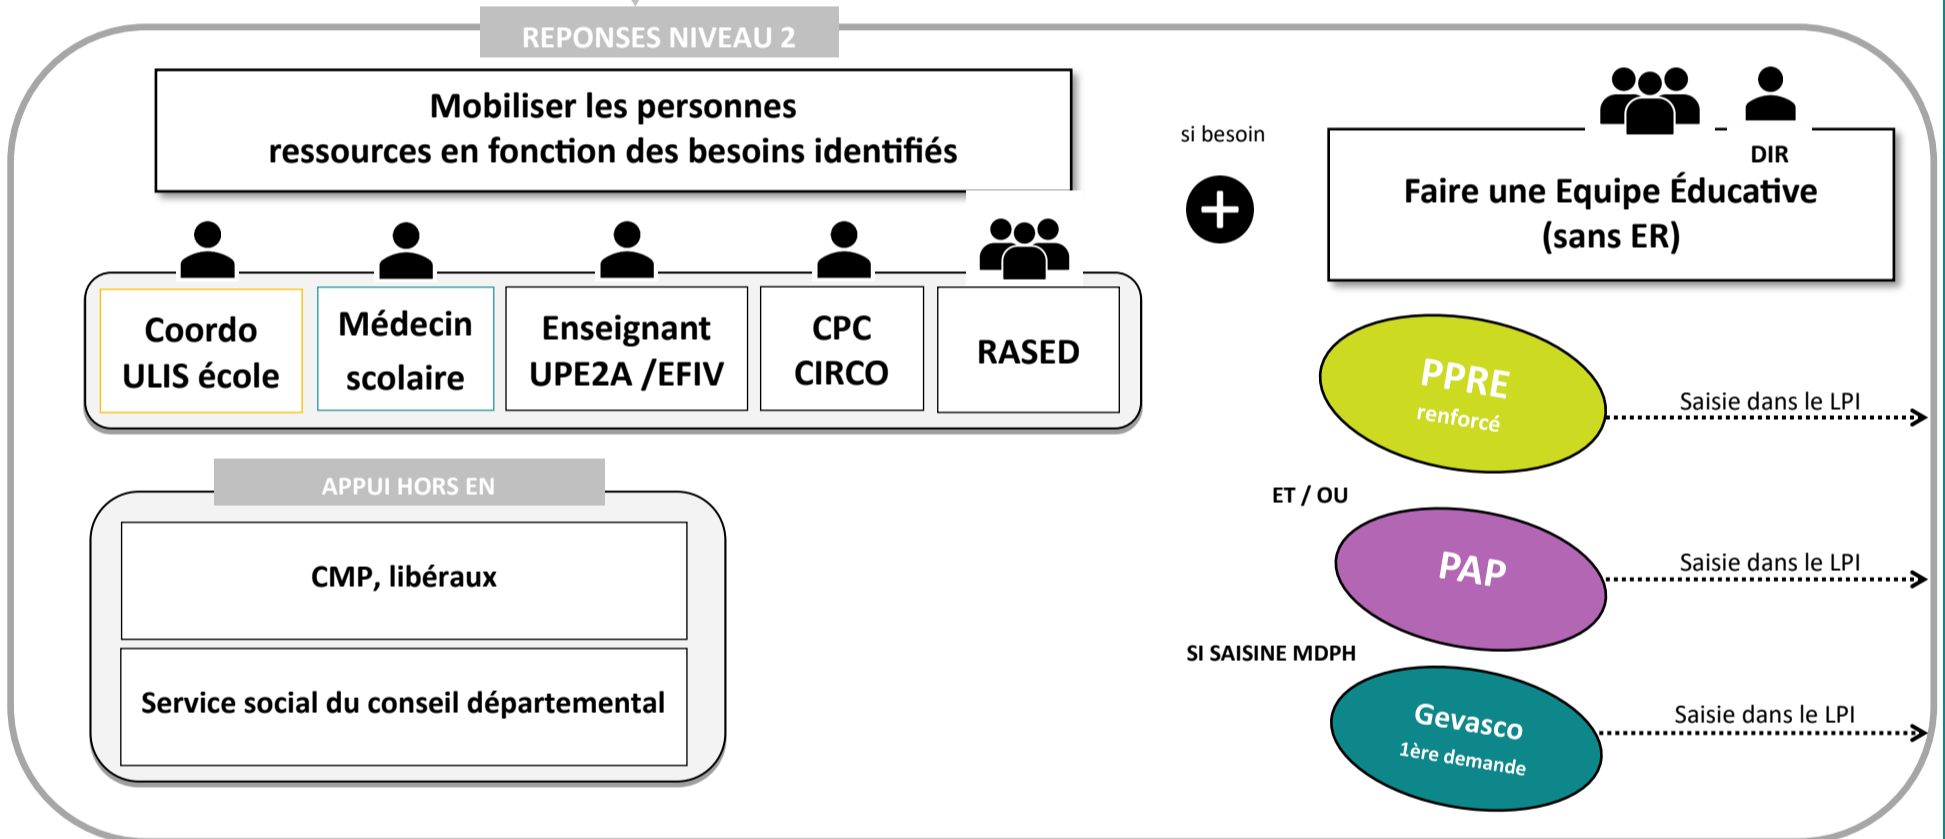 REPONSES NIVEAU 2
Mobiliser les personnes
ressources en fonction des besoins identifiés
Coordo
ULIS école
Médecin
scolaire
Enseignant
UPE2A /EFIV
CPC
CIRCO
RASED
APPUI HORS EN
CMP, libéraux
Service social du conseil départemental
si besoin
DIR
Faire une Equipe Éducative
(sans ER)
PPRE
renforcé
Saisie dans le LPI
ET / OU
PAP
Saisie dans le LPI
SI SAISINE MDPH
Gevasco
1ère demande
Saisie dans le LPI